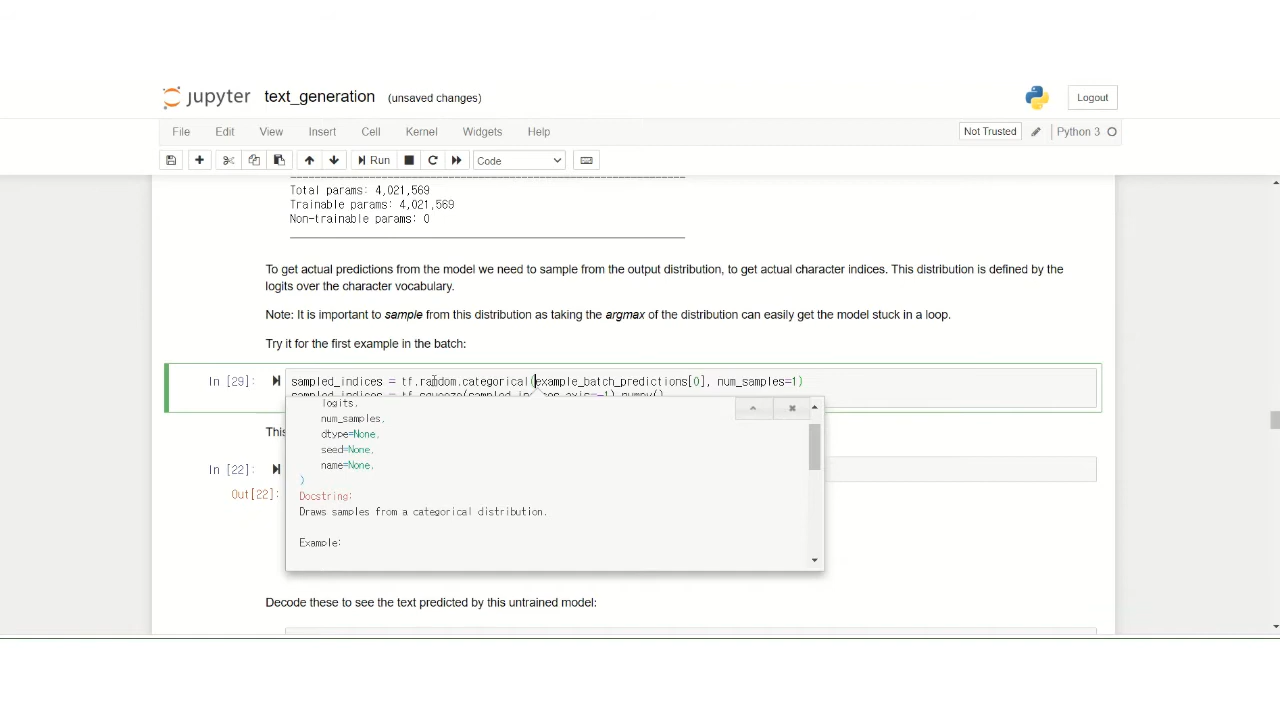 jupyter text_generation (unsaved changes) Logout
File Edit View Insert Cell Kernel Widgets Help Not Trusted Python 3
Run Code
Total params: 4,021,569
Trainable params: 4,021,569
Non-trainable params: 0
To get actual predictions from the model we need to sample from the output distribution, to get actual character indices. This distribution is defined by the
logits over the character vocabulary.
Note: It is important to sample from this distribution as taking the argmax of the distribution can easily get the model stuck in a loop.
Try it for the first example in the batch:
In [29]: sampled_indices = tf.random.categorical(example_batch_predictions[0], num_samples=1)
sampled_indices = tf.squeeze(sampled_indices,axis=-1).numpy()
logits,
num_samples,
dtype=None,
seed=None,
name=None,
)
Docstring:
Draws samples from a categorical distribution.
Example:
This
In [22]:
Out[22]:
Decode these to see the text predicted by this untrained model: